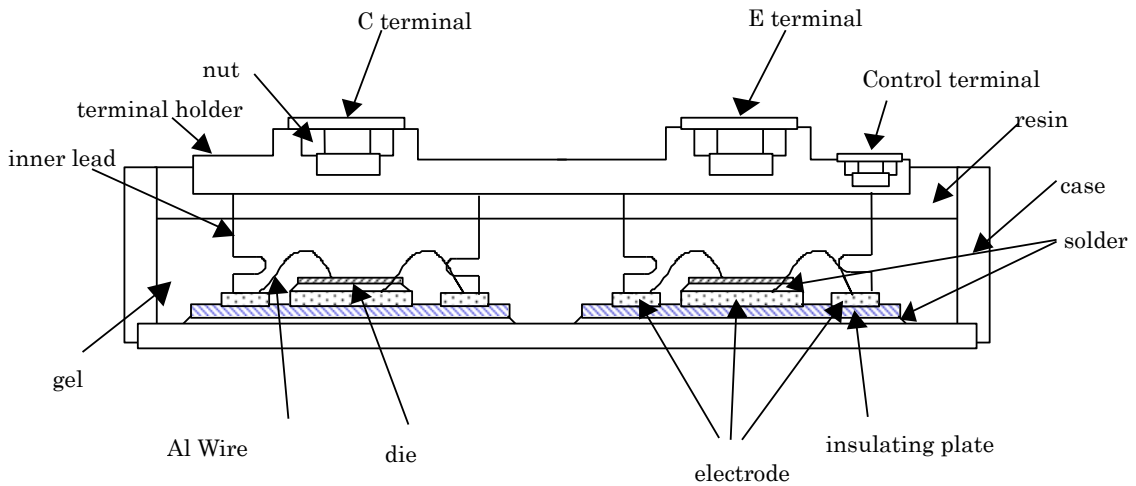 C terminal
E terminal
nut
Control terminal
terminal holder
resin
inner lead
case
solder
gel
Al Wire
die
electrode
insulating plate